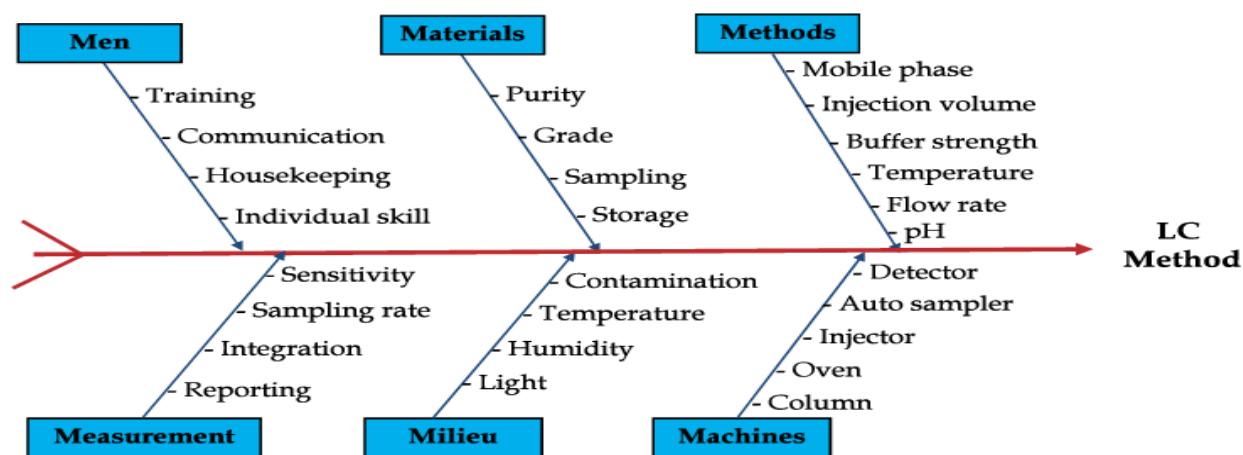 Men
- Training
- Communication
- Housekeeping
- Individual skill
Materials
- Purity
- Grade
- Sampling
- Storage
Methods
- Mobile phase
- Injection volume
- Buffer strength
- Temperature
- Flow rate
- pH
LC
Method
- Sensitivity
- Sampling rate
- Integration
- Reporting
Measurement
- Contamination
- Temperature
- Humidity
- Light
Milieu
- Detector
- Auto sampler
- Injector
- Oven
- Column
Machines